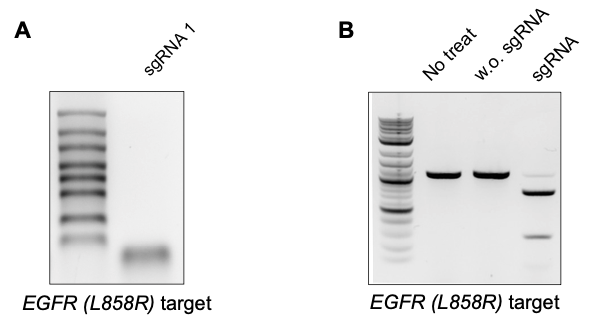 A
sgRNA 1
EGFR (L858R) target
B
No treat
w.o. sgRNA
sgRNA
EGFR (L858R) target